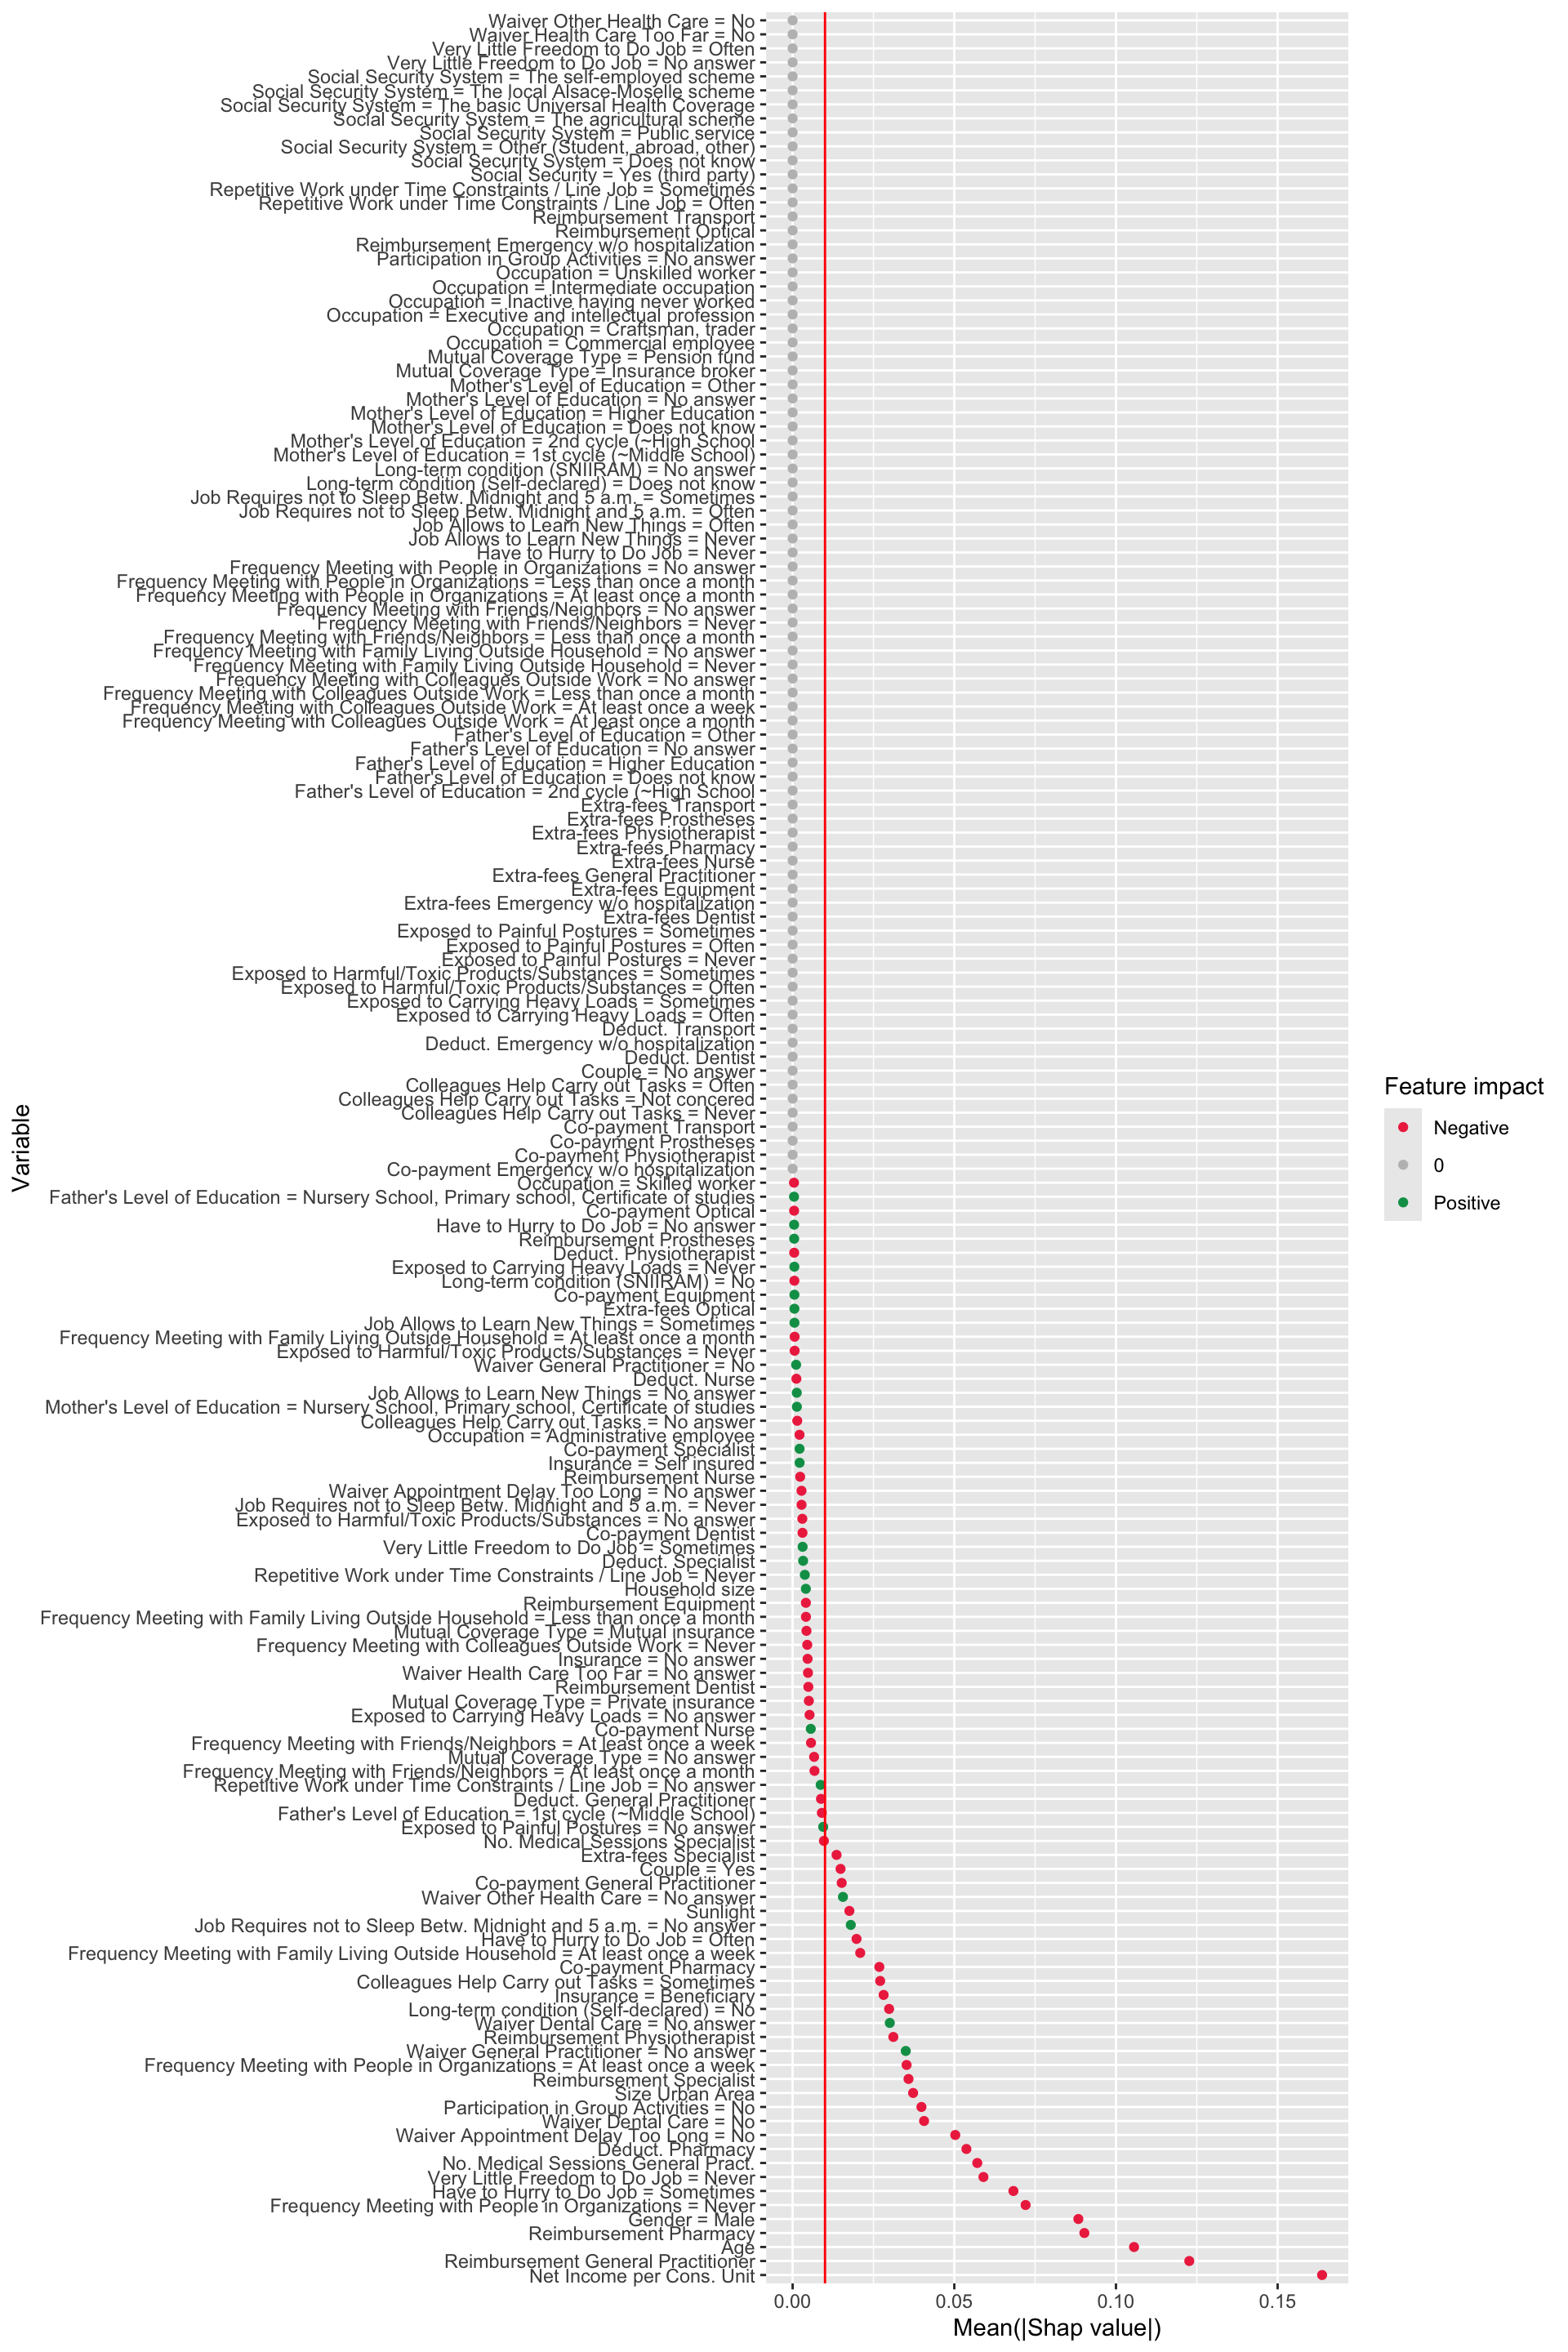 Waiver Other Health Care = No
Waiver Health Care Too Far = No
Very Little Freedom to Do Job = Often
Very Little Freedom to Do Job = No answer
Social Security System = The self-employed scheme
Social Security System = The local Alsace-Moselle scheme
Social Security System = The basic Universal Health Coverage
Social Security System = The agricultural scheme
Social Security System = Public service
Social Security System = Other (Student, abroad, other)
Social Security System = Does not know
Social Security = Yes (third party)
Repetitive Work under Time Constraints / Line Job = Sometimes
Repetitive Work under Time Constraints / Line Job = Often
Reimbursement Transport
Reimbursement Optical
Reimbursement Emergency w/o hospitalization
Participation in Group Activities = No answer
Occupation = Unskilled worker
Occupation = Intermediate occupation
Occupation = Inactive having never worked
Occupation = Executive and intellectual profession
Occupation = Craftsman, trader
Occupation = Commercial employee
Mutual Coverage Type = Pension fund
Mutual Coverage Type = Insurance broker
Mother's Level of Education = Other
Mother's Level of Education = No answer
Mother's Level of Education = Higher Education
Mother's Level of Education = Does not know
Mother's Level of Education = 2nd cycle (~High School
Mother's Level of Education = 1st cycle (~Middle School)
Long-term condition (SNIIRAM) = No answer
Long-term condition (Self-declared) = Does not know
Job Requires not to Sleep Betw. Midnight and 5 a.m. = Sometimes
Job Requires not to Sleep Betw. Midnight and 5 a.m. = Often
Job Allows to Learn New Things = Often
Job Allows to Learn New Things = Never
Have to Hurry to Do Job = Never
Frequency Meeting with People in Organizations = No answer
Frequency Meeting with People in Organizations = Less than once a month
Frequency Meeting with People in Organizations = At least once a month
Frequency Meeting with Friends/Neighbors = No answer
Frequency Meeting with Friends/Neighbors = Never
Frequency Meeting with Friends/Neighbors = Less than once a month
Frequency Meeting with Family Living Outside Household = No answer
Frequency Meeting with Family Living Outside Household = Never
Frequency Meeting with Colleagues Outside Work = No answer
Frequency Meeting with Colleagues Outside Work = Less than once a month
Frequency Meeting with Colleagues Outside Work = At least once a week
Frequency Meeting with Colleagues Outside Work = At least once a month
Father's Level of Education = Other
Father's Level of Education = No answer
Father's Level of Education = Higher Education
Father's Level of Education = Does not know
Father's Level of Education = 2nd cycle (~High School
Extra-fees Transport
Extra-fees Prostheses
Extra-fees Physiotherapist
Extra-fees Pharmacy
Extra-fees Nurse
Extra-fees General Practitioner
Extra-fees Equipment
Extra-fees Emergency w/o hospitalization
Extra-fees Dentist
Exposed to Painful Postures = Sometimes
Exposed to Painful Postures = Often
Exposed to Painful Postures = Never
Exposed to Harmful/Toxic Products/Substances = Sometimes
Exposed to Harmful/Toxic Products/Substances = Often
Exposed to Carrying Heavy Loads = Sometimes
Exposed to Carrying Heavy Loads = Often
Deduct. Transport
Deduct. Emergency w/o hospitalization
Deduct. Dentist
Couple = No answer
Colleagues Help Carry out Tasks = Often
Colleagues Help Carry out Tasks = Not concered
Colleagues Help Carry out Tasks = Never
Co-payment Transport
Co-payment Prostheses
Co-payment Physiotherapist
Co-payment Emergency w/o hospitalization
Occupation = Skilled worker
Father's Level of Education = Nursery School, Primary school, Certificate of studies
Co-payment Optical
Have to Hurry to Do Job = No answer
Reimbursement Prostheses
Deduct. Physiotherapist
Exposed to Carrying Heavy Loads = Never
Long-term condition (SNIIRAM) = No
Co-payment Equipment
Extra-fees Optical
Job Allows to Learn New Things = Sometimes
Frequency Meeting with Family Living Outside Household = At least once a month
Exposed to Harmful/Toxic Products/Substances = Never
Waiver General Practitioner = No
Deduct. Nurse
Job Allows to Learn New Things = No answer
Mother's Level of Education = Nursery School, Primary school, Certificate of studies
Colleagues Help Carry out Tasks = No answer
Occupation = Administrative employee
Co-payment Specialist
Insurance = Self insured
Reimbursement Nurse
Waiver Appointment Delay Too Long = No answer
Job Requires not to Sleep Betw. Midnight and 5 a.m. = Never
Exposed to Harmful/Toxic Products/Substances = No answer
Co-payment Dentist
Very Little Freedom to Do Job = Sometimes
Deduct. Specialist
Repetitive Work under Time Constraints / Line Job = Never
Household size
Reimbursement Equipment
Frequency Meeting with Family Living Outside Household = Less than once a month
Mutual Coverage Type = Mutual insurance
Frequency Meeting with Colleagues Outside Work = Never
Insurance = No answer
Waiver Health Care Too Far = No answer
Reimbursement Dentist
Mutual Coverage Type = Private insurance
Exposed to Carrying Heavy Loads = No answer
Co-payment Nurse
Frequency Meeting with Friends/Neighbors = At least once a week
Mutual Coverage Type = No answer
Frequency Meeting with Friends/Neighbors = At least once a month
Repetitive Work under Time Constraints / Line Job = No answer
Deduct. General Practitioner
Father's Level of Education = 1st cycle (~Middle School)
Exposed to Painful Postures = No answer
No. Medical Sessions Specialist
Extra-fees Specialist
Couple = Yes
Co-payment General Practitioner
Waiver Other Health Care = No answer
Sunlight
Job Requires not to Sleep Betw. Midnight and 5 a.m. = No answer
Have to Hurry to Do Job = Often
Frequency Meeting with Family Living Outside Household = At least once a week
Co-payment Pharmacy
Colleagues Help Carry out Tasks = Sometimes
Insurance = Beneficiary
Long-term condition (Self-declared) = No
Waiver Dental Care = No answer
Reimbursement Physiotherapist
Waiver General Practitioner = No answer
Frequency Meeting with People in Organizations = At least once a week
Reimbursement Specialist
Size Urban Area
Participation in Group Activities = No
Waiver Dental Care = No
Waiver Appointment Delay Too Long = No
Deduct. Pharmacy
No. Medical Sessions General Pract.
Very Little Freedom to Do Job = Never
Have to Hurry to Do Job = Sometimes
Frequency Meeting with People in Organizations = Never
Gender = Male
Reimbursement Pharmacy
Age
Reimbursement General Practitioner
Net Income per Cons. Unit
0.00 0.05 0.10 0.15
Mean(|Shap value|)
Variable
Feature impact
Negative
0
Positive